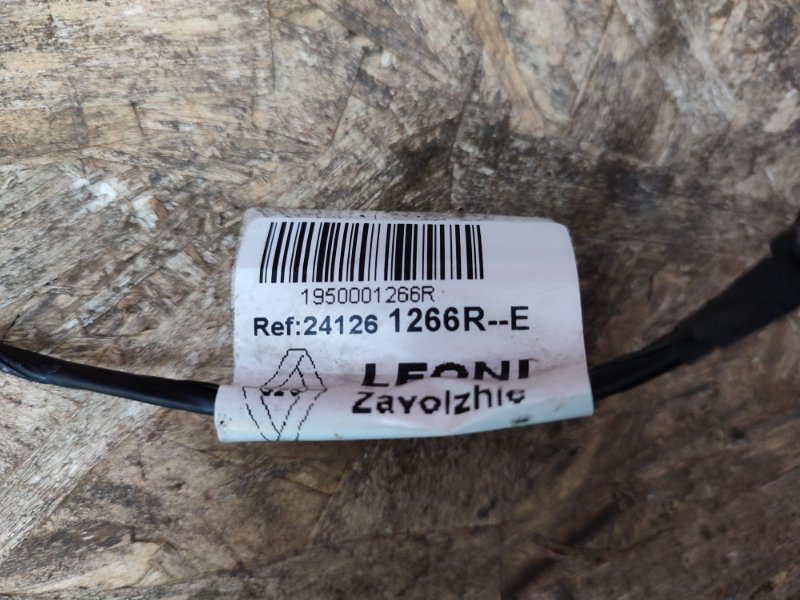 1950001266R
Ref:24126 1266R--E
LEONI
Zavolzhie